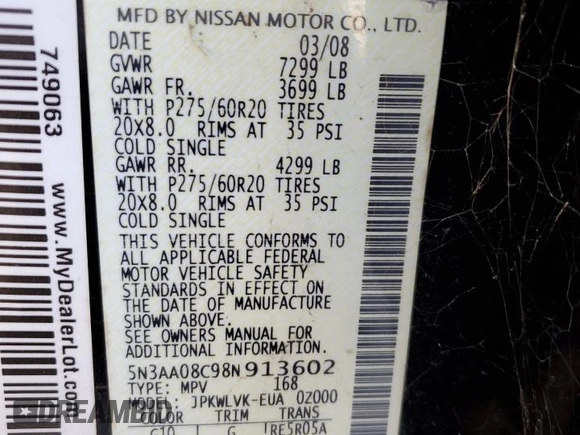 MFD BY NISSAN MOTOR CO., LTD.
DATE 03/08
GVWR 7299 LB
GAWR FR. 3699 LB
WITH P275/60R20 TIRES
20X8.0 RIMS AT 35 PSI
COLD SINGLE
GAWR RR. 4299 LB
WITH P275/60R20 TIRES
20X8.0 RIMS AT 35 PSI
COLD SINGLE
THIS VEHICLE CONFORMS TO
ALL APPLICABLE FEDERAL
MOTOR VEHICLE SAFETY
STANDARDS IN EFFECT ON
THE DATE OF MANUFACTURE
SHOWN ABOVE.
SEE OWNERS MANUAL FOR
ADDITIONAL INFORMATION
5N3AA08C98N913602
TYPE: MPV 168
MODEL: JPKWLVK-EUA 0Z000
COLOR TRIM TRANS
G10 G RE5R05A
749063
www.MyDealerLot.com
DREAMBID